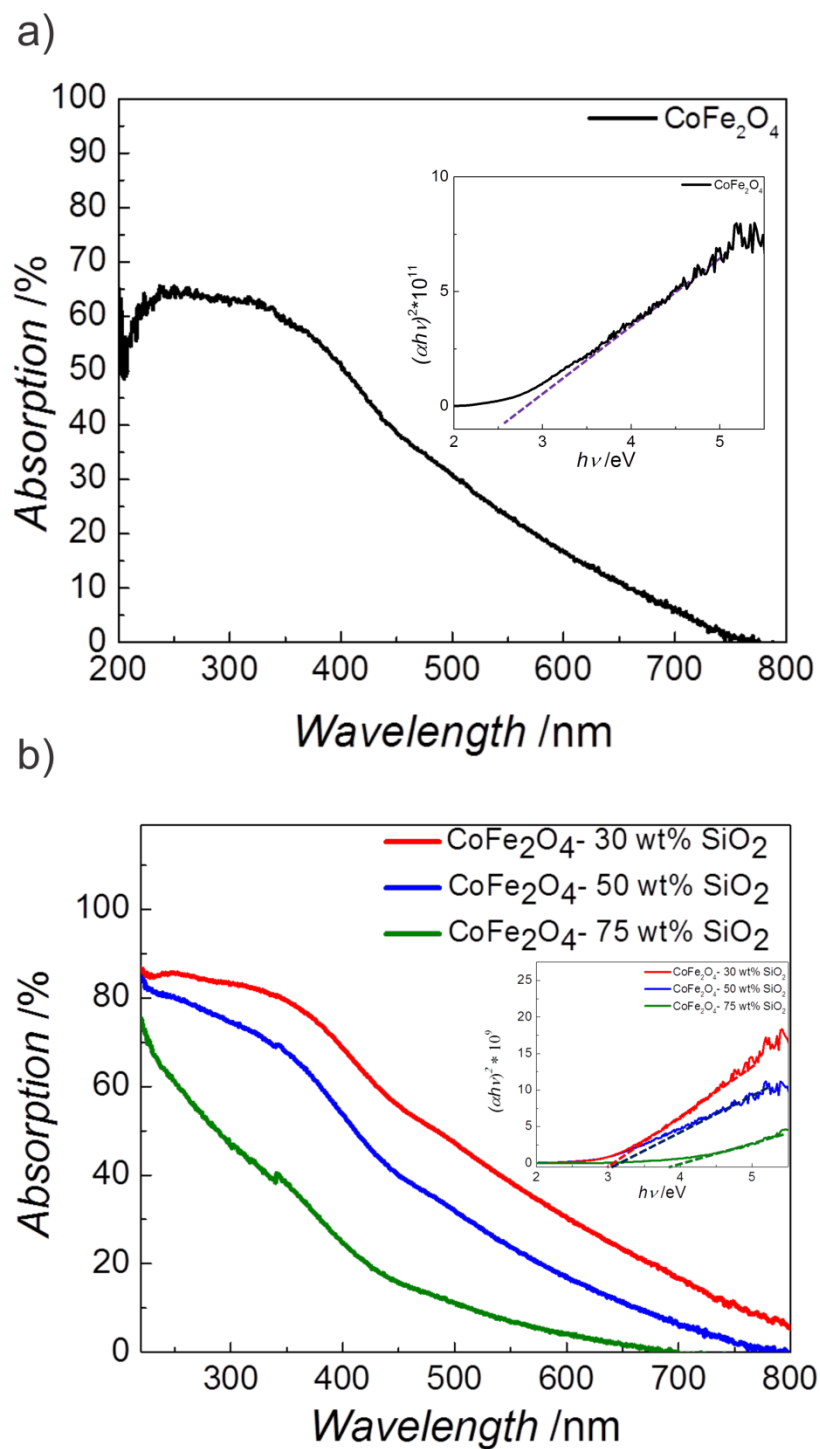 a)
100
90
80
70
60
50
40
30
20
10
0
Absorption /%
CoFe₂O₄
10
5
0
(αhν)²*10¹¹
CoFe₂O₄
2 3 4 5
hν /eV
200 300 400 500 600 700 800
Wavelength /nm
b)
CoFe₂O₄- 30 wt% SiO₂
CoFe₂O₄- 50 wt% SiO₂
CoFe₂O₄- 75 wt% SiO₂
100
80
60
40
20
0
Absorption /%
25
20
15
10
5
0
(αhν)² * 10⁹
CoFe₂O₄- 30 wt% SiO₂
CoFe₂O₄- 50 wt% SiO₂
CoFe₂O₄- 75 wt% SiO₂
2 3 4 5
hν /eV
300 400 500 600 700 800
Wavelength /nm